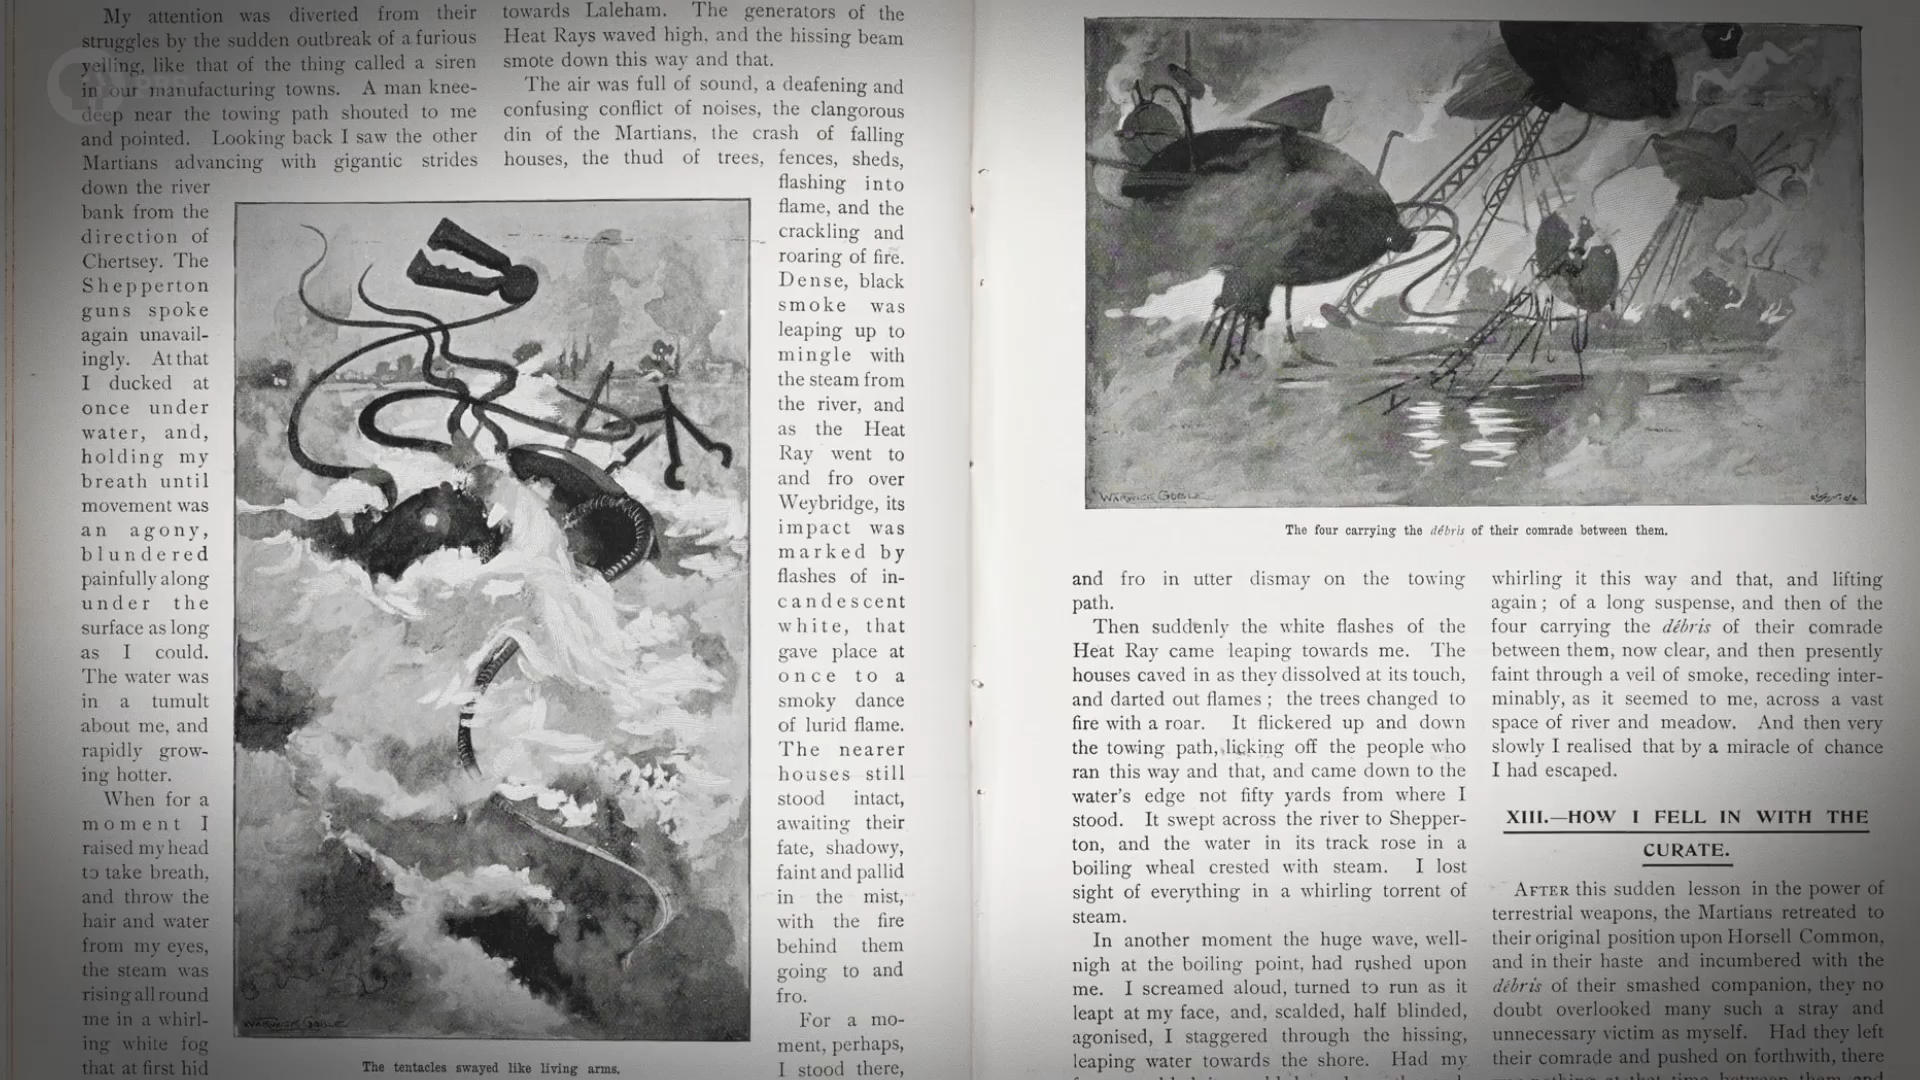 My attention was diverted from their
struggles by the sudden outbreak of a furious
yelling, like that of the thing called a siren
in our manufacturing towns. A man knee-
deep near the towing path shouted to me
and pointed. Looking back I saw the other
Martians advancing with gigantic strides
down the river
bank from the
direction of
Chertsey. The
Shepperton
guns spoke
again unavail-
ingly. At that
I ducked at
once under
water, and,
holding my
breath until
movement was
an agony,
blundered
painfully along
under the
surface as long
as I could.
The water was
in a tumult
about me, and
rapidly grow-
ing hotter.
When for a
moment I
raised my head
to take breath,
and throw the
hair and water
from my eyes,
the steam was
rising all round
me in a whirl-
ing white fog
that at first hid
WARWICK GOBLE
The tentacles swayed like living arms.
towards Laleham. The generators of the
Heat Rays waved high, and the hissing beam
smote down this way and that.
The air was full of sound, a deafening and
confusing conflict of noises, the clangorous
din of the Martians, the crash of falling
houses, the thud of trees, fences, sheds,
flashing into
flame, and the
crackling and
roaring of fire.
Dense, black
smoke was
leaping up to
mingle with
the steam from
the river, and
as the Heat
Ray went to
and fro over
Weybridge, its
impact was
marked by
flashes of in-
candescent
white, that
gave place at
once to a
smoky dance
of lurid flame.
The nearer
houses still
stood intact,
awaiting their
fate, shadowy,
faint and pallid
in the mist,
with the fire
behind them
going to and
fro.
For a mo-
ment, perhaps,
I stood there,
WARWICK GOBLE
The four carrying the débris of their comrade between them.
and fro in utter dismay on the towing
path.
Then suddenly the white flashes of the
Heat Ray came leaping towards me. The
houses caved in as they dissolved at its touch,
and darted out flames; the trees changed to
fire with a roar. It flickered up and down
the towing path, licking off the people who
ran this way and that, and came down to the
water's edge not fifty yards from where I
stood. It swept across the river to Shepper-
ton, and the water in its track rose in a
boiling wheal crested with steam. I lost
sight of everything in a whirling torrent of
steam.
In another moment the huge wave, well-
nigh at the boiling point, had rushed upon
me. I screamed aloud, turned to run as it
leapt at my face, and, scalded, half blinded,
agonised, I staggered through the hissing,
leaping water towards the shore. Had my
whirling it this way and that, and lifting
again; of a long suspense, and then of the
four carrying the débris of their comrade
between them, now clear, and then presently
faint through a veil of smoke, receding inter-
minably, as it seemed to me, across a vast
space of river and meadow. And then very
slowly I realised that by a miracle of chance
I had escaped.
XIII.—HOW I FELL IN WITH THE
CURATE.
AFTER this sudden lesson in the power of
terrestrial weapons, the Martians retreated to
their original position upon Horsell Common,
and in their haste and incumbered with the
débris of their smashed companion, they no
doubt overlooked many such a stray and
unnecessary victim as myself. Had they left
their comrade and pushed on forthwith, there
PBS